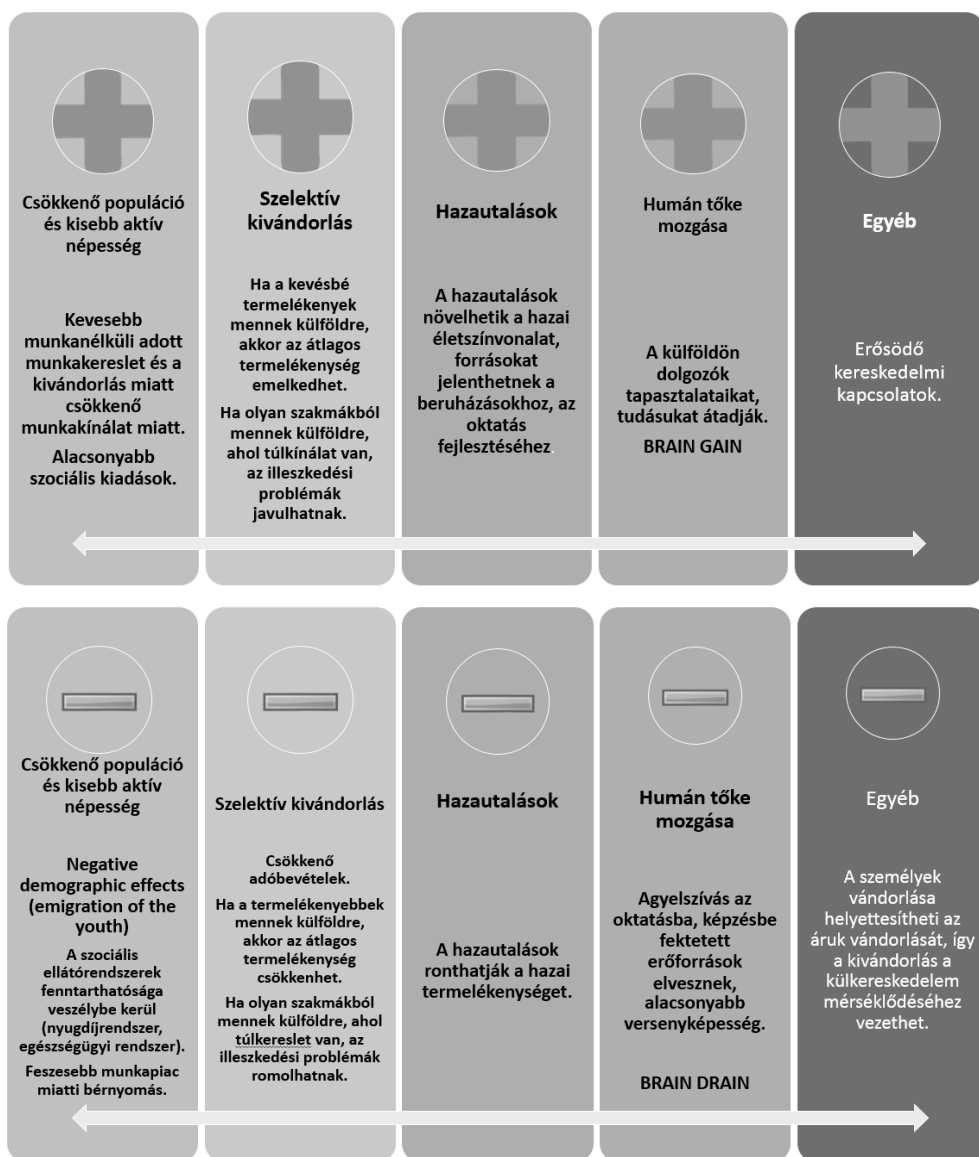 Csökkenő populáció
és kisebb aktív
népesség
Kevesebb
munkanélküli adott
munkakereslet és a
kivándorlás miatt
csökkenő
munkakínálat miatt.
Alacsonyabb
szociális kiadások.
Szelektív
kivándorlás
Ha a kevésbé
termelékenyek
mennek külföldre,
akkor az átlagos
termelékenység
emelkedhet.
Ha olyan szakmákból
mennek külföldre,
ahol túlkínálat van,
az illeszkedési
problémák
javulhatnak.
Hazautalások
A hazautalások
növelhetik a hazai
életszínvonalat,
forrásokat
jelenthetnek a
beruházásokhoz, az
oktatás
fejlesztéséhez.
Humán tőke
mozgása
A külföldön
dolgozók
tapasztalataikat,
tudásukat átadják.
BRAIN GAIN
Egyéb
Erősödő
kereskedelmi
kapcsolatok.
Csökkenő populáció
és kisebb aktív
népesség
Negative
demographic effects
(emigration of the
youth)
A szociális
ellátórendszerek
fenntarthatósága
veszélybe kerül
(nyugdíjrendszer,
egészségügyi rendszer).
Feszesebb munkapiac
miatti bérnyomás.
Szelektív kivándorlás
Csökkenő
adóbevételek.
Ha a termelékenyebbek
mennek külföldre,
akkor az átlagos
termelékenység
csökkenhet.
Ha olyan szakmákból
mennek külföldre, ahol
túlkereslet van, az
illeszkedési problémák
romolhatnak.
Hazautalások
A hazautalások
ronthatják a hazai
termelékenységet.
Humán tőke
mozgása
Agyelszívás az
oktatásba, képzésbe
fektetett
erőforrások
elvesznek,
alacsonyabb
versenyképesség.
BRAIN DRAIN
Egyéb
A személyek
vándorlása
helyettesítheti az
áruk vándorlását, így
a kivándorlás a
külkereskedelem
mérséklődéséhez
vezethet.